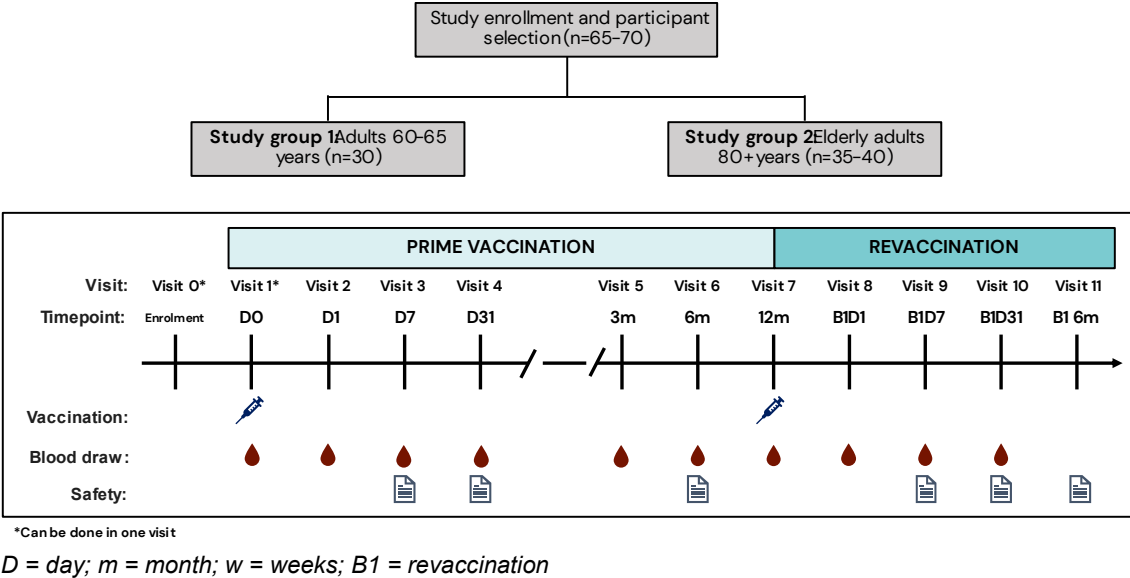 Study enrollment and participant
selection (n=65-70)
Study group 1: Adults 60-65
years (n=30)
Study group 2: Elderly adults
80+ years (n=35-40)
PRIME VACCINATION
REVACCINATION
Visit: Visit 0* Visit 1* Visit 2 Visit 3 Visit 4 Visit 5 Visit 6 Visit 7 Visit 8 Visit 9 Visit 10 Visit 11
Timepoint: Enrolment D0 D1 D7 D31 3m 6m 12m B1D1 B1D7 B1D31 B1 6m
Vaccination:
Blood draw:
Safety:
*Can be done in one visit
D = day; m = month; w = weeks; B1 = revaccination